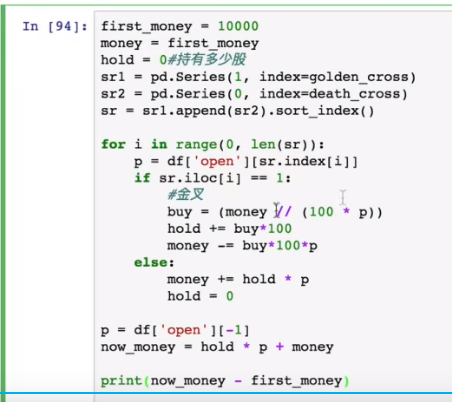 In [94]: first_money = 10000
money = first_money
hold = 0#持有多少股
sr1 = pd.Series(1, index=golden_cross)
sr2 = pd.Series(0, index=death_cross)
sr = sr1.append(sr2).sort_index()
for i in range(0, len(sr)):
p = df['open'][sr.index[i]]
if sr.iloc[i] == 1:
#金叉
buy = (money // (100 * p))
hold += buy*100
money -= buy*100*p
else:
money += hold * p
hold = 0
p = df['open'][-1]
now_money = hold * p + money
print(now_money - first_money)